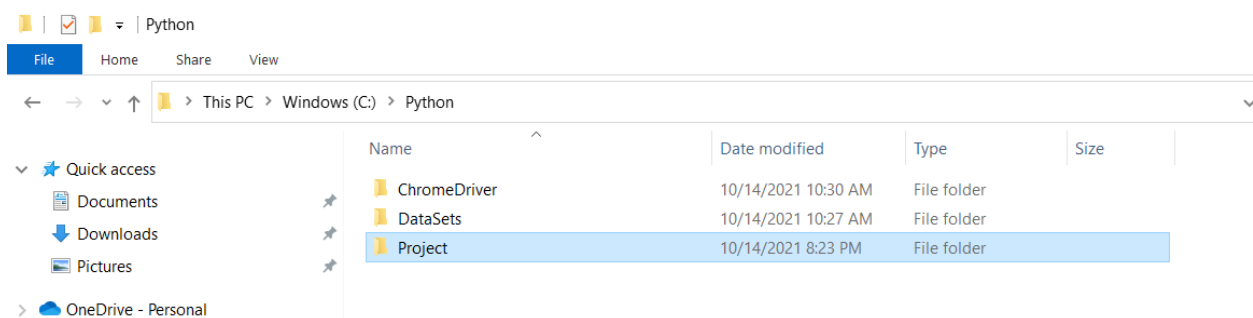 Python
File Home Share View
This PC > Windows (C:) > Python
Name Date modified Type Size
Quick access
ChromeDriver 10/14/2021 10:30 AM File folder
Documents
DataSets 10/14/2021 10:27 AM File folder
Downloads
Project 10/14/2021 8:23 PM File folder
Pictures
OneDrive - Personal